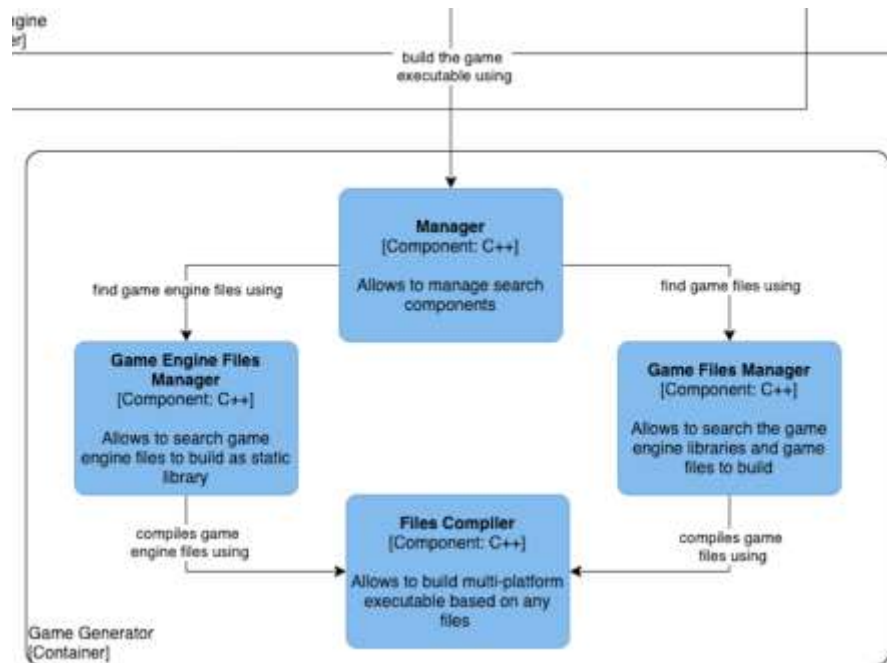 gine
er]
build the game
executable using
Manager
[Component: C++]
Allows to manage search
components
find game engine files using
find game files using
Game Engine Files
Manager
[Component: C++]
Allows to search game
engine files to build as static
library
Game Files Manager
[Component: C++]
Allows to search the game
engine libraries and game
files to build
compiles game
engine files using
Files Compiler
[Component: C++]
Allows to build multi-platform
executable based on any
files
compiles game
files using
Game Generator
[Container]